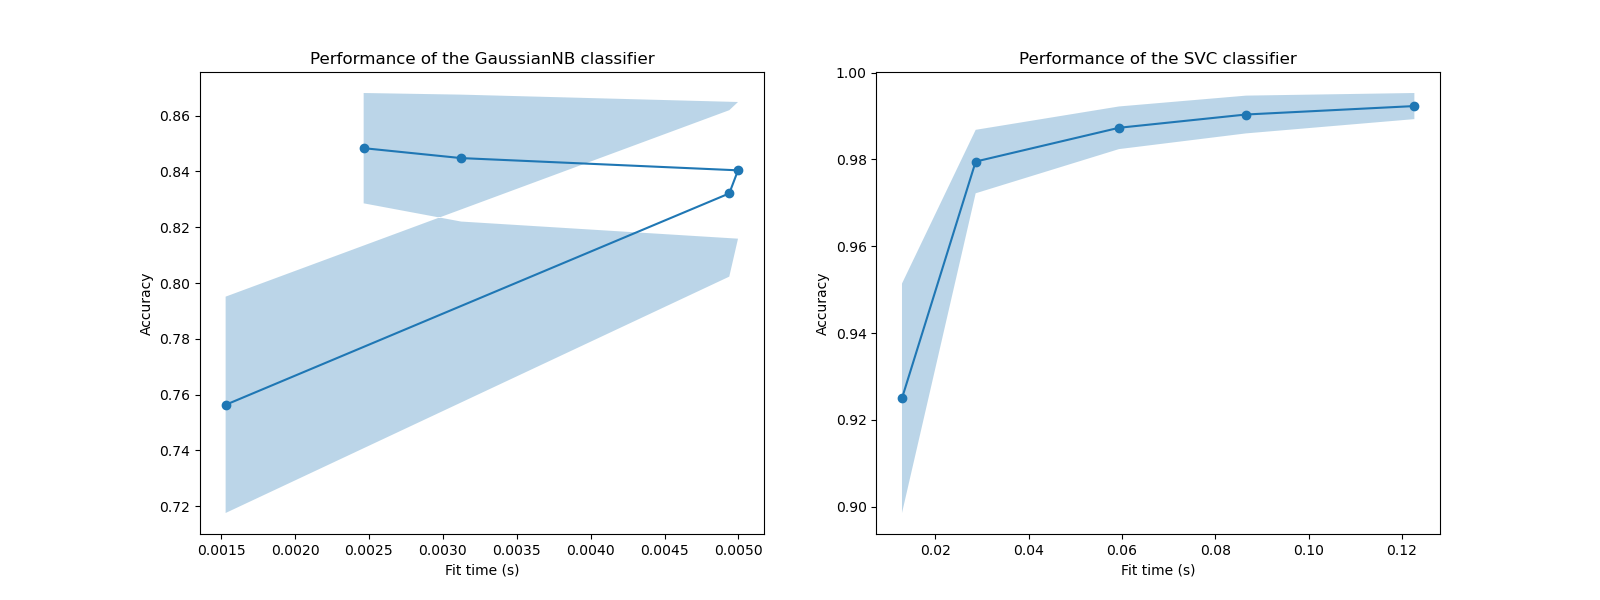 Performance of the GaussianNB classifier
Accuracy
0.86
0.84
0.82
0.80
0.78
0.76
0.74
0.72
0.0015 0.0020 0.0025 0.0030 0.0035 0.0040 0.0045 0.0050
Fit time (s)
Performance of the SVC classifier
Accuracy
1.00
0.98
0.96
0.94
0.92
0.90
0.02 0.04 0.06 0.08 0.10 0.12
Fit time (s)